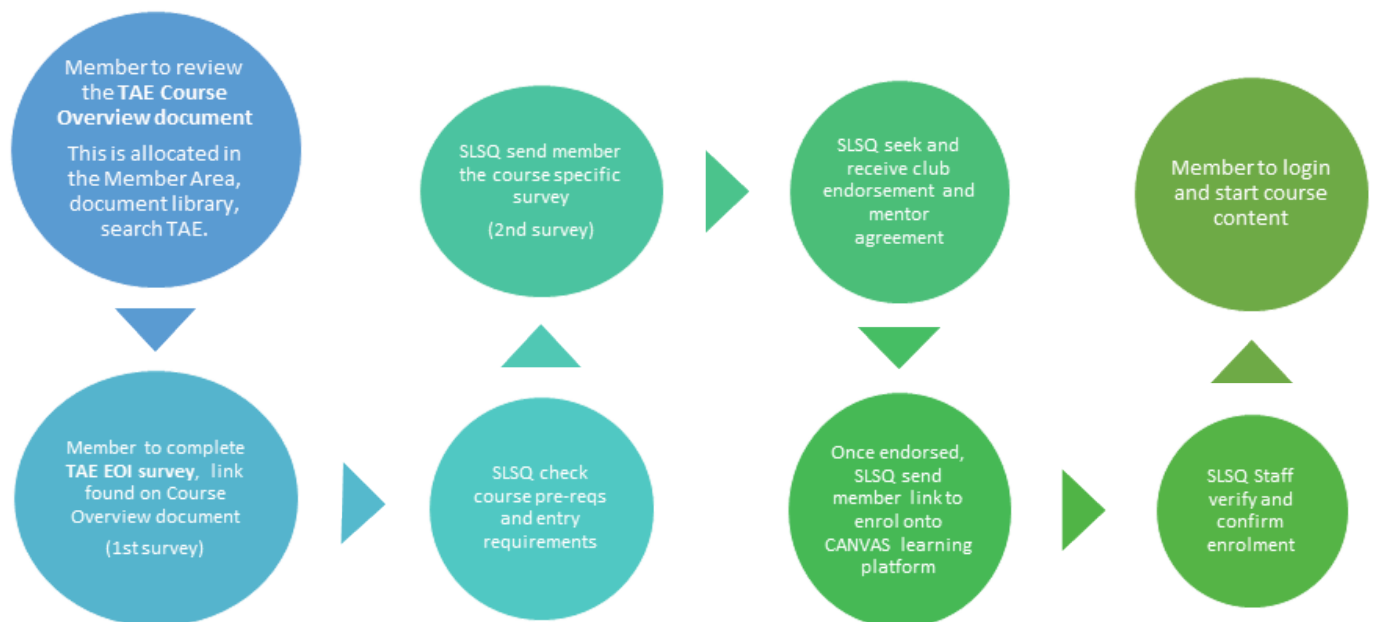 Member to review
the TAE Course
Overview document
This is allocated in
the Member Area,
document library,
search TAE.
Member to complete
TAE EOI survey, link
found on Course
Overview document
(1st survey)
SLSQ check
course pre-reqs
and entry
requirements
SLSQ send member
the course specific
survey
(2nd survey)
SLSQ seek and
receive club
endorsement and
mentor
agreement
Once endorsed,
SLSQ send
member link to
enrol onto
CANVAS learning
platform
SLSQ Staff
verify and
confirm
enrolment
Member to login
and start course
content